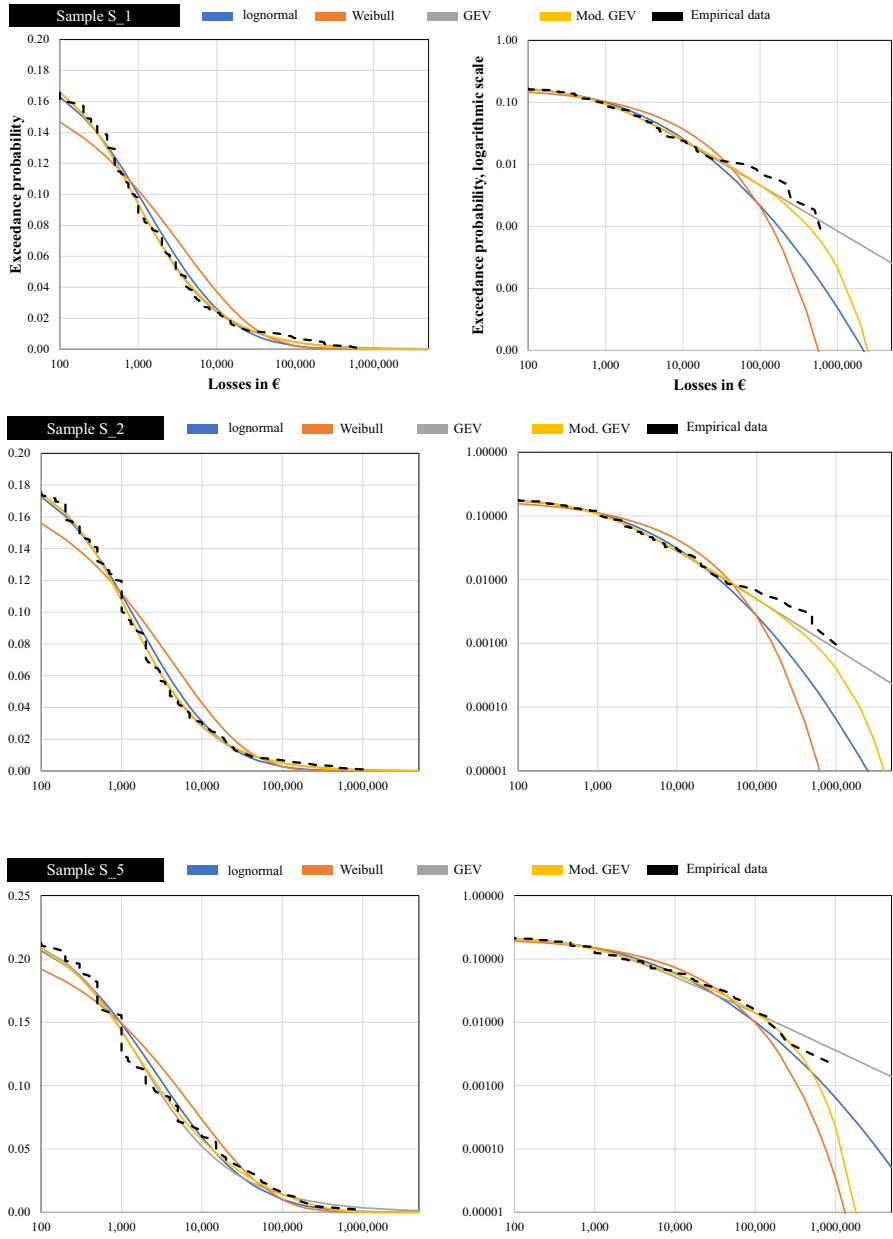 Sample S_1
lognormal Weibull GEV Mod. GEV Empirical data
Exceedance probability
0.20
0.18
0.16
0.14
0.12
0.10
0.08
0.06
0.04
0.02
0.00
100 1,000 10,000 100,000 1,000,000
Losses in €
Exceedance probability, logarithmic scale
1.00
0.10
0.01
0.00
0.00
0.00
100 1,000 10,000 100,000 1,000,000
Losses in €
Sample S_2
lognormal Weibull GEV Mod. GEV Empirical data
0.20
0.18
0.16
0.14
0.12
0.10
0.08
0.06
0.04
0.02
0.00
100 1,000 10,000 100,000 1,000,000
1.00000
0.10000
0.01000
0.00100
0.00010
0.00001
100 1,000 10,000 100,000 1,000,000
Sample S_5
lognormal Weibull GEV Mod. GEV Empirical data
0.25
0.20
0.15
0.10
0.05
0.00
100 1,000 10,000 100,000 1,000,000
1.00000
0.10000
0.01000
0.00100
0.00010
0.00001
100 1,000 10,000 100,000 1,000,000